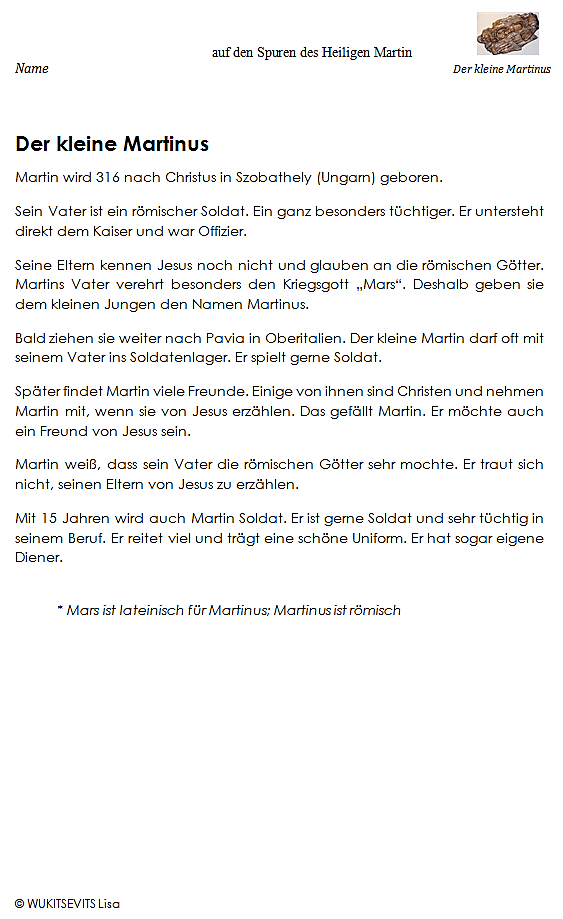 auf den Spuren des Heiligen Martin
Name
Der kleine Martinus
Der kleine Martinus
Martin wird 316 nach Christus in Szobathely (Ungarn) geboren.
Sein Vater ist ein römischer Soldat. Ein ganz besonders tüchtiger. Er untersteht
direkt dem Kaiser und war Offizier.
Seine Eltern kennen Jesus noch nicht und glauben an die römischen Götter.
Martins Vater verehrt besonders den Kriegsgott „Mars“. Deshalb geben sie
dem kleinen Jungen den Namen Martinus.
Bald ziehen sie weiter nach Pavia in Oberitalien. Der kleine Martin darf oft mit
seinem Vater ins Soldatenlager. Er spielt gerne Soldat.
Später findet Martin viele Freunde. Einige von ihnen sind Christen und nehmen
Martin mit, wenn sie von Jesus erzählen. Das gefällt Martin. Er möchte auch
ein Freund von Jesus sein.
Martin weiß, dass sein Vater die römischen Götter sehr mochte. Er traut sich
nicht, seinen Eltern von Jesus zu erzählen.
Mit 15 Jahren wird auch Martin Soldat. Er ist gerne Soldat und sehr tüchtig in
seinem Beruf. Er reitet viel und trägt eine schöne Uniform. Er hat sogar eigene
Diener.
* Mars ist lateinisch für Martinus; Martinus ist römisch
© WUKITSEVITS Lisa